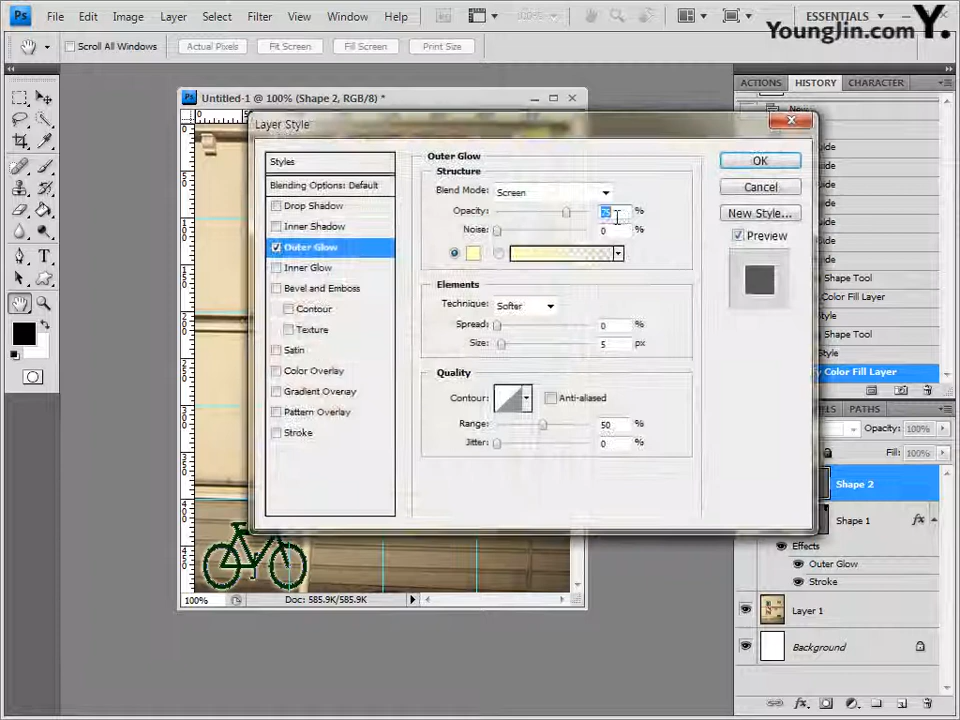 Ps File Edit Image Layer Select Filter View Window Help 100% ESSENTIALS
YoungJin.com Y.
Scroll All Windows Actual Pixels Fit Screen Fill Screen Print Size
ACTIONS HISTORY CHARACTER
Untitled-1 @ 100% (Shape 2, RGB/8) *
Layer Style
Styles
Blending Options: Default
Drop Shadow
Inner Shadow
Outer Glow
Inner Glow
Bevel and Emboss
Contour
Texture
Satin
Color Overlay
Gradient Overlay
Pattern Overlay
Stroke
Outer Glow
Structure
Blend Mode: Screen
Opacity: 75 %
Noise: 0 %
Elements
Technique: Softer
Spread: 0 %
Size: 5 px
Quality
Contour: Anti-aliased
Range: 50 %
Jitter: 0 %
OK
Cancel
New Style...
Preview
Shape Tool
Color Fill Layer
Style
Shape Tool
Style
Color Fill Layer
PATHS
Opacity: 100%
Fill: 100%
Shape 2
Shape 1 fx
Effects
Outer Glow
Stroke
Layer 1
Background
100% Doc: 585.9K/585.9K